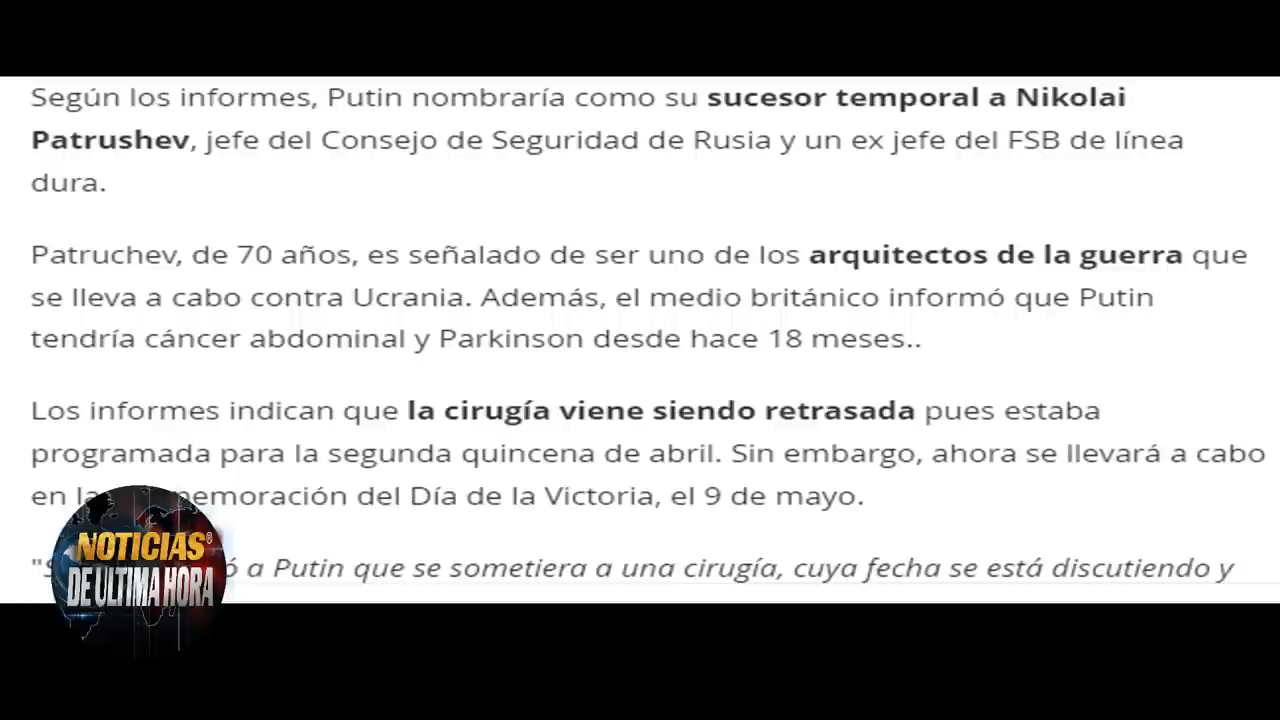 Según los informes, Putin nombraría como su sucesor temporal a Nikolai
Patrushev, jefe del Consejo de Seguridad de Rusia y un ex jefe del FSB de línea
dura.
Patruchev, de 70 años, es señalado de ser uno de los arquitectos de la guerra que
se lleva a cabo contra Ucrania. Además, el medio británico informó que Putin
tendría cáncer abdominal y Parkinson desde hace 18 meses..
Los informes indican que la cirugía viene siendo retrasada pues estaba
programada para la segunda quincena de abril. Sin embargo, ahora se llevará a cabo
en del Día de la Victoria, el 9 de mayo.
a Putin que se sometiera a una cirugía, cuya fecha se está discutiendo y
NOTICIAS®
DE ULTIMA HORA